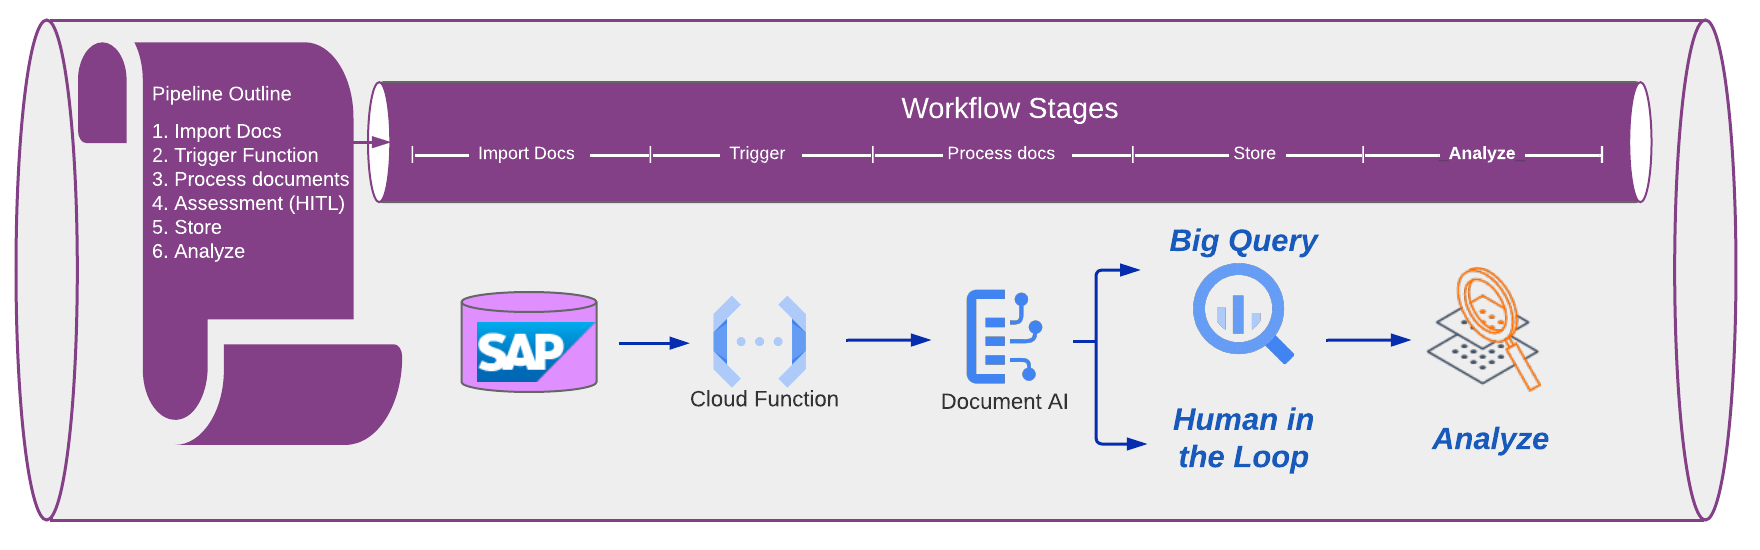 Pipeline Outline
1. Import Docs
2. Trigger Function
3. Process documents
4. Assessment (HITL)
5. Store
6. Analyze
Workflow Stages
Import Docs Trigger Process docs Store Analyze
SAP
Cloud Function
Document AI
Big Query
Human in
the Loop
Analyze